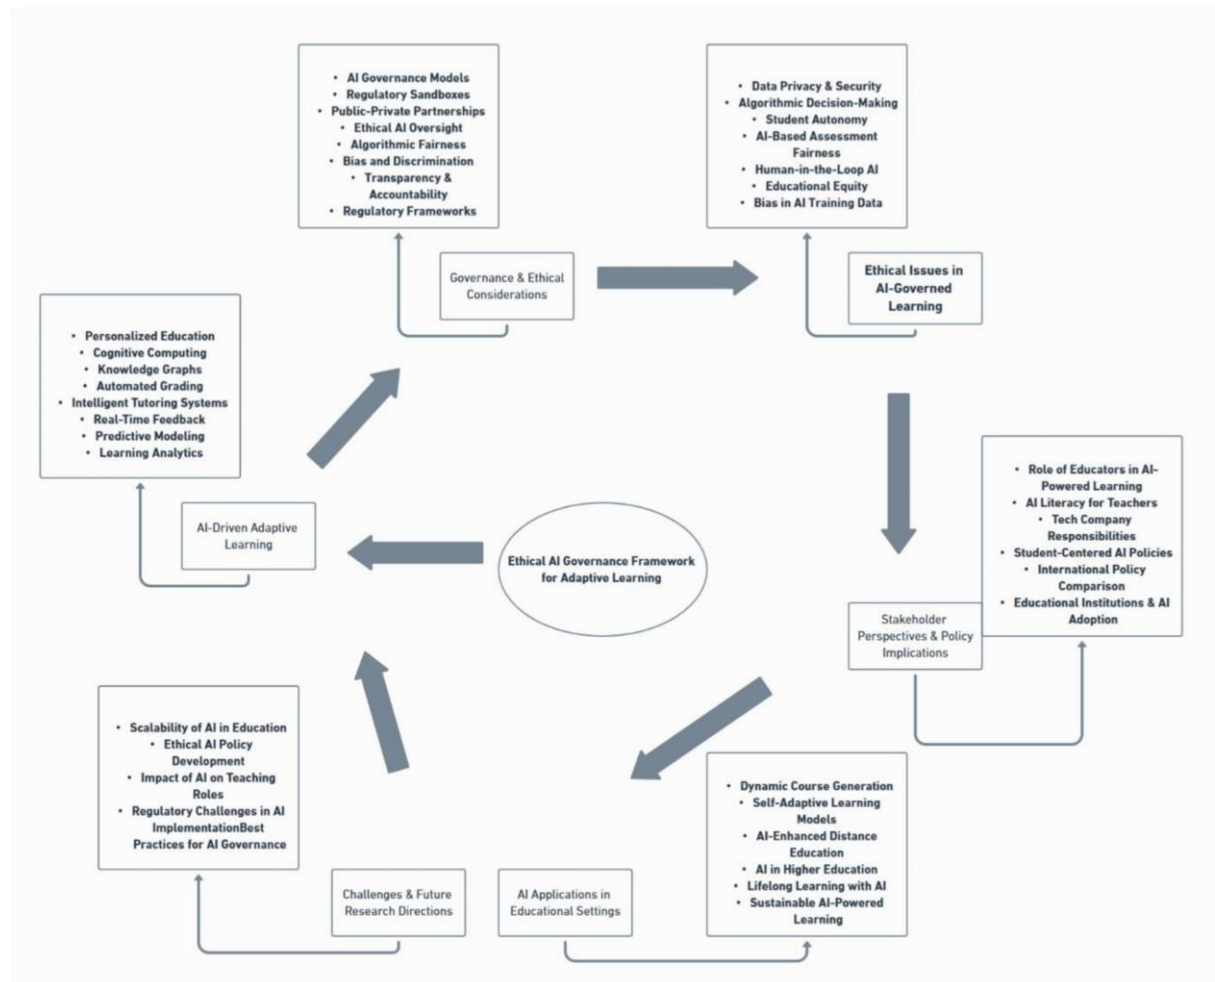 • AI Governance Models
• Regulatory Sandboxes
• Public-Private Partnerships
• Ethical AI Oversight
• Algorithmic Fairness
• Bias and Discrimination
• Transparency &
Accountability
• Regulatory Frameworks
• Data Privacy & Security
• Algorithmic Decision-Making
• Student Autonomy
• AI-Based Assessment
Fairness
• Human-in-the-Loop AI
• Educational Equity
• Bias in AI Training Data
Governance & Ethical
Considerations
Ethical Issues in
AI-Governed
Learning
• Personalized Education
• Cognitive Computing
• Knowledge Graphs
• Automated Grading
• Intelligent Tutoring Systems
• Real-Time Feedback
• Predictive Modeling
• Learning Analytics
• Role of Educators in AI-
Powered Learning
• AI Literacy for Teachers
• Tech Company
Responsibilities
• Student-Centered AI Policies
• International Policy
Comparison
• Educational Institutions & AI
Adoption
AI-Driven Adaptive
Learning
Ethical AI Governance Framework
for Adaptive Learning
Stakeholder
Perspectives & Policy
Implications
• Scalability of AI in Education
• Ethical AI Policy
Development
• Impact of AI on Teaching
Roles
• Regulatory Challenges in AI
ImplementationBest
Practices for AI Governance
• Dynamic Course Generation
• Self-Adaptive Learning
Models
• AI-Enhanced Distance
Education
• AI in Higher Education
• Lifelong Learning with AI
• Sustainable AI-Powered
Learning
Challenges & Future
Research Directions
AI Applications in
Educational Settings